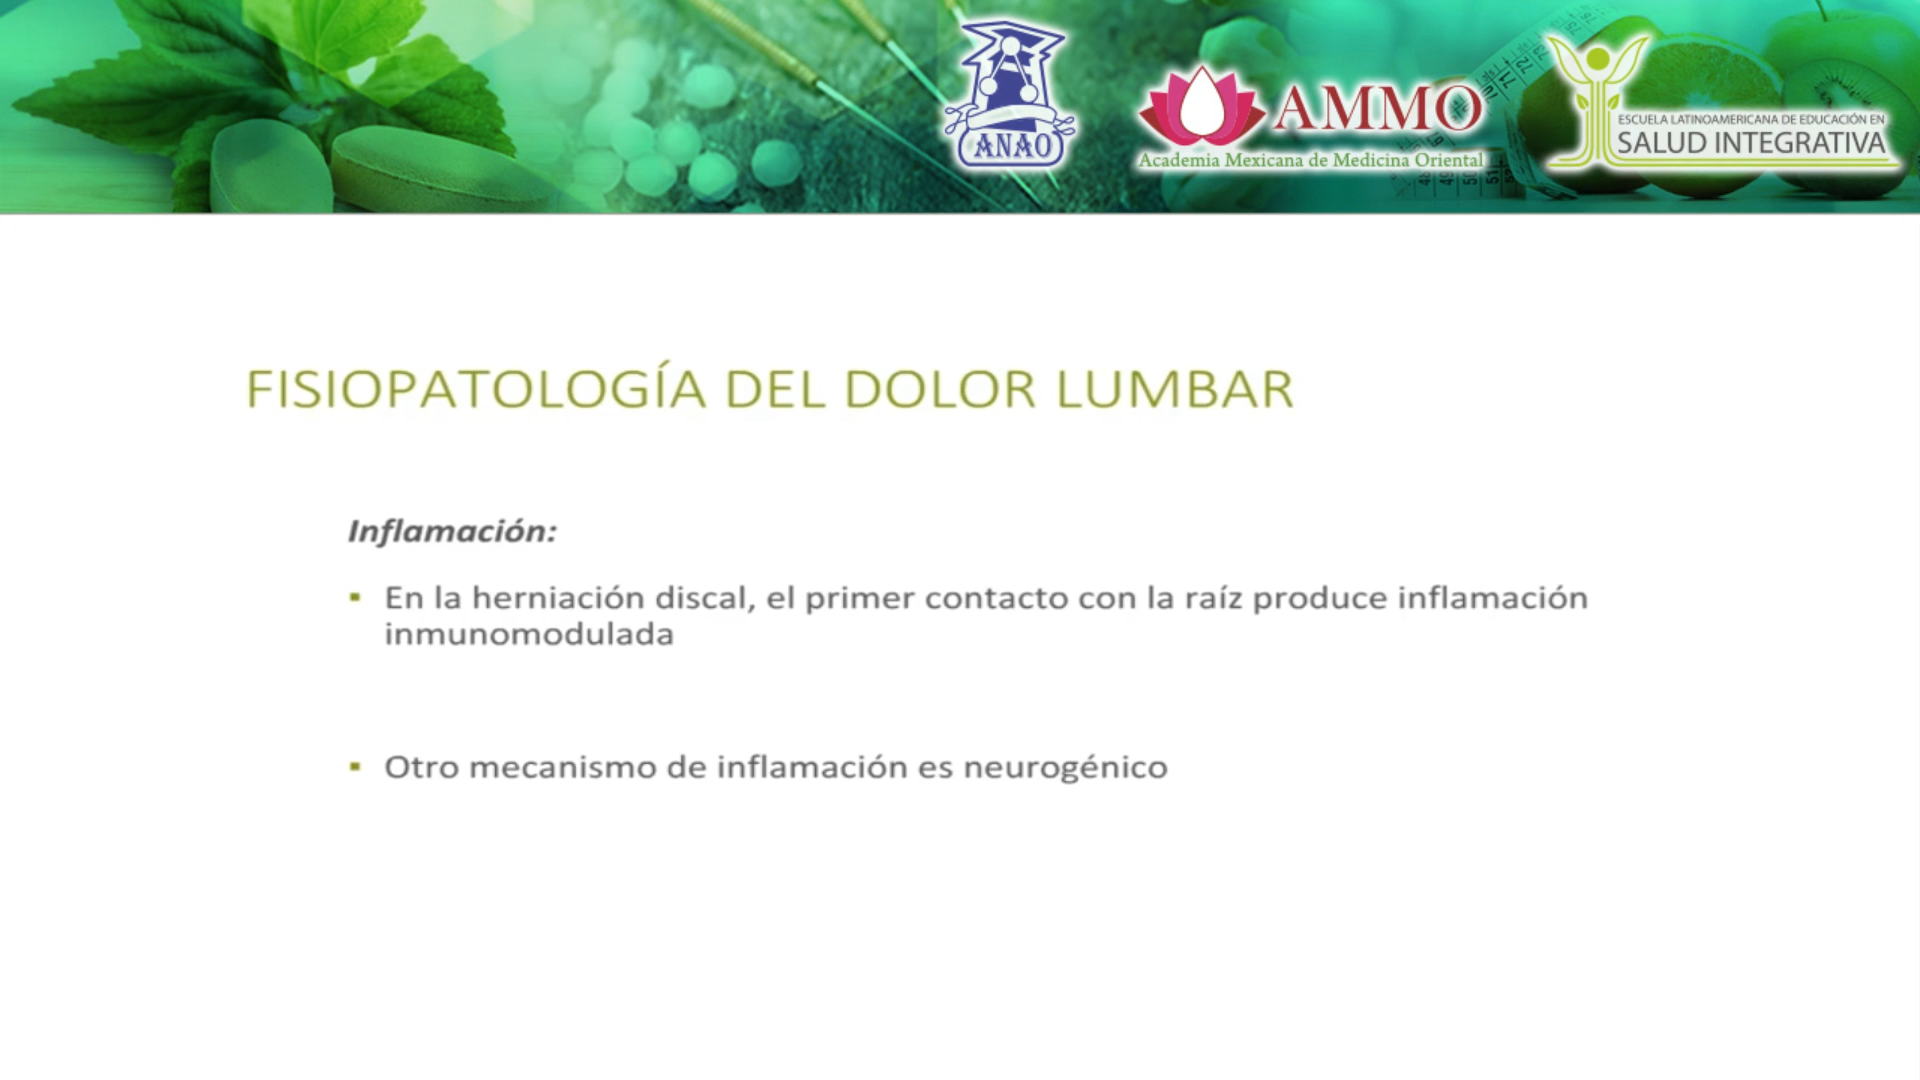 ANAO
AMMO
Academia Mexicana de Medicina Oriental
ESCUELA LATINOAMERICANA DE EDUCACIÓN EN
SALUD INTEGRATIVA
FISIOPATOLOGÍA DEL DOLOR LUMBAR
Inflamación:
▪ En la herniación discal, el primer contacto con la raíz produce inflamación
inmunomodulada
▪ Otro mecanismo de inflamación es neurogénico